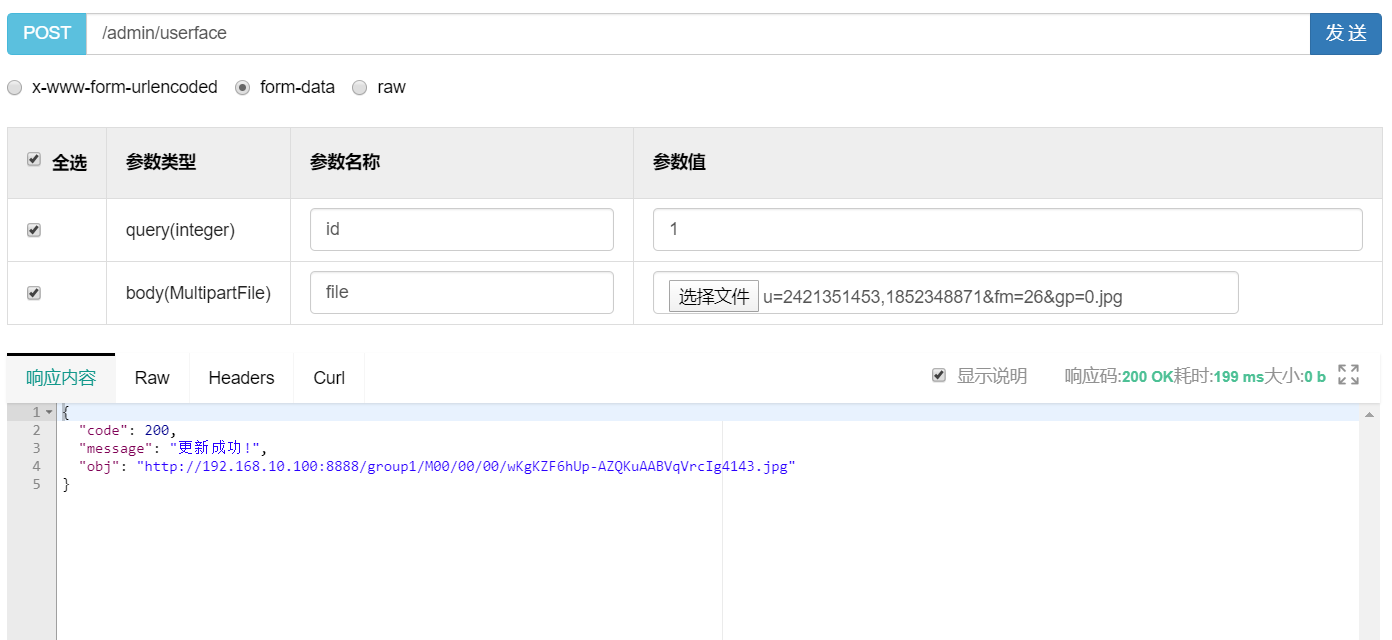 POST /admin/userface 发 送
x-www-form-urlencoded form-data raw
全选 参数类型 参数名称 参数值
query(integer) id 1
body(MultipartFile) file 选择文件 u=2421351453,1852348871&fm=26&gp=0.jpg
响应内容 Raw Headers Curl 显示说明 响应码:200 OK耗时:199 ms大小:0 b
1 {
2 "code": 200,
3 "message": "更新成功!",
4 "obj": "http://192.168.10.100:8888/group1/M00/00/00/wKgKZF6hUp-AZQKuAABVqVrcIg4143.jpg"
5 }